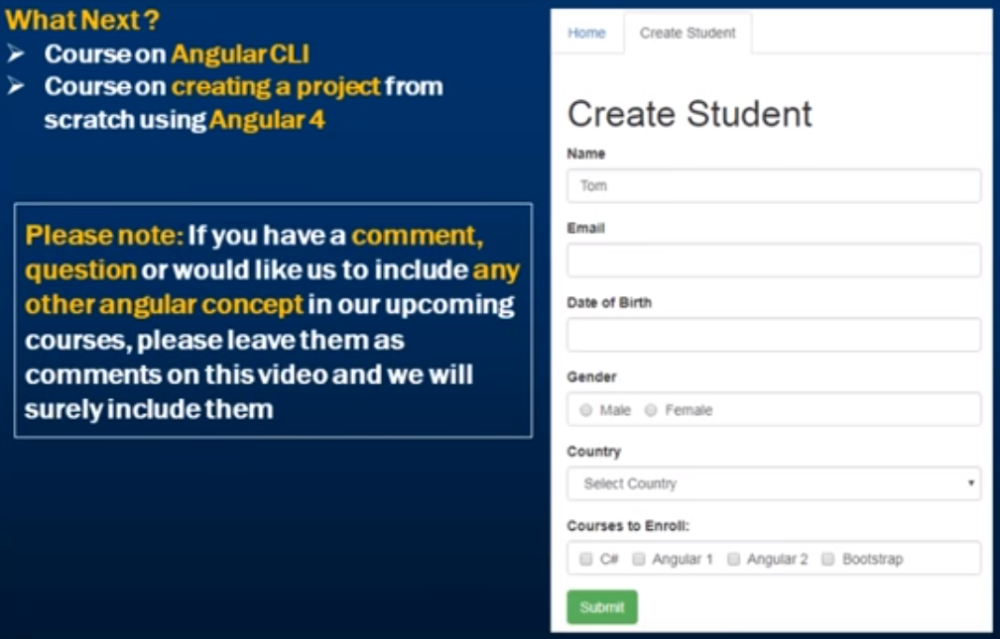 What Next ?
Course on Angular CLI
Course on creating a project from
scratch using Angular 4
Please note: If you have a comment,
question or would like us to include any
other angular concept in our upcoming
courses, please leave them as
comments on this video and we will
surely include them
Home Create Student
Create Student
Name
Tom
Email
Date of Birth
Gender
Male Female
Country
Select Country
Courses to Enroll:
C# Angular 1 Angular 2 Bootstrap
Submit